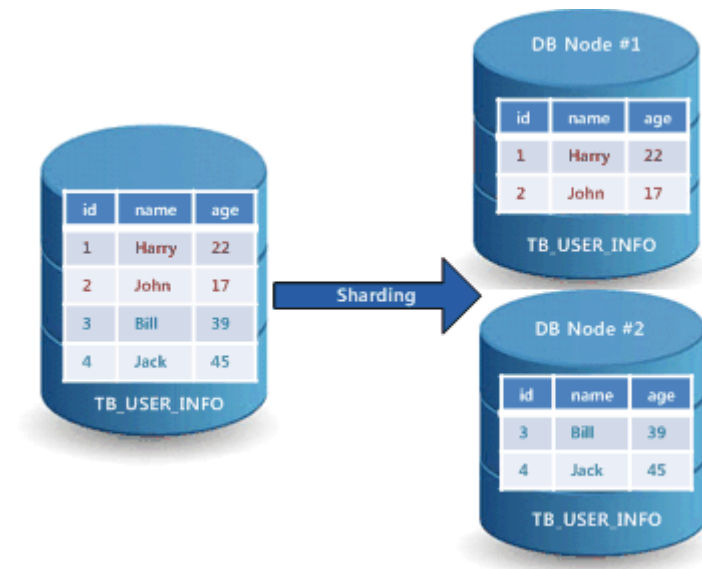 id name age
1 Harry 22
2 John 17
3 Bill 39
4 Jack 45
TB_USER_INFO
Sharding
DB Node #1
id name age
1 Harry 22
2 John 17
TB_USER_INFO
DB Node #2
id name age
3 Bill 39
4 Jack 45
TB_USER_INFO